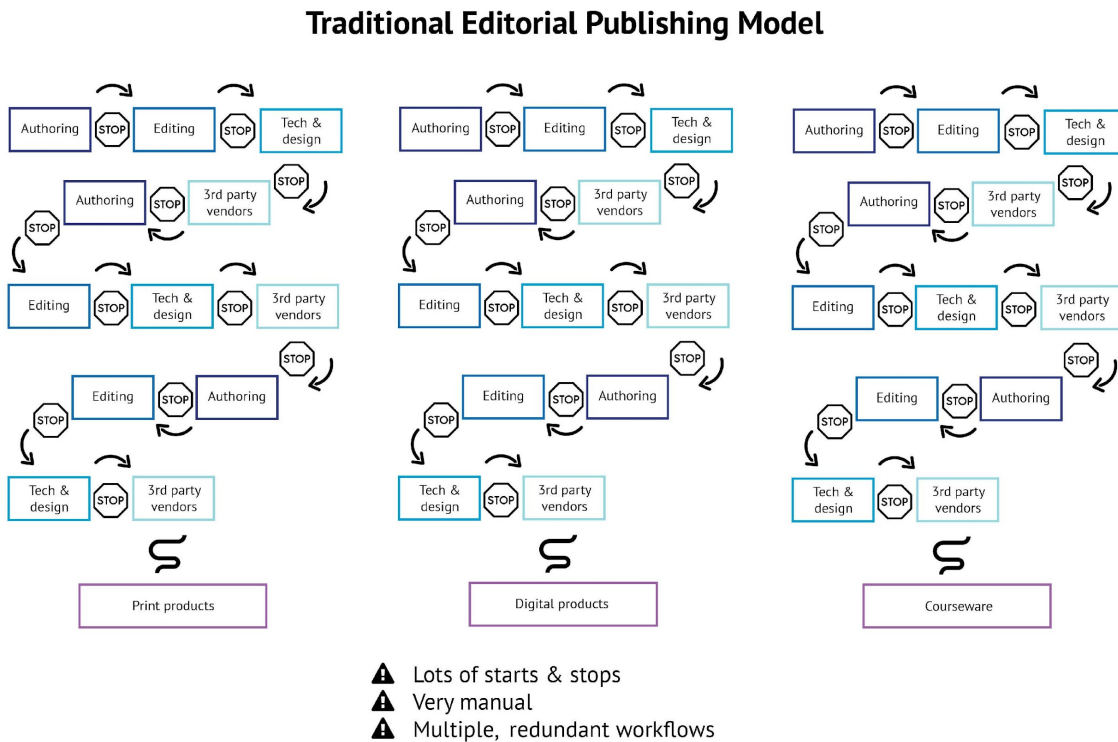 Traditional Editorial Publishing Model
Authoring STOP Editing STOP Tech &
design
STOP
Authoring STOP 3rd party
vendors
STOP
Editing STOP Tech &
design STOP 3rd party
vendors
STOP
Editing STOP Authoring
STOP
Tech &
design STOP 3rd party
vendors
Print products
Authoring STOP Editing STOP Tech &
design
STOP
Authoring STOP 3rd party
vendors
STOP
Editing STOP Tech &
design STOP 3rd party
vendors
STOP
Editing STOP Authoring
STOP
Tech &
design STOP 3rd party
vendors
Digital products
Authoring STOP Editing STOP Tech &
design
STOP
Authoring STOP 3rd party
vendors
STOP
Editing STOP Tech &
design STOP 3rd party
vendors
STOP
Editing STOP Authoring
STOP
Tech &
design STOP 3rd party
vendors
Courseware
Lots of starts & stops
Very manual
Multiple, redundant workflows